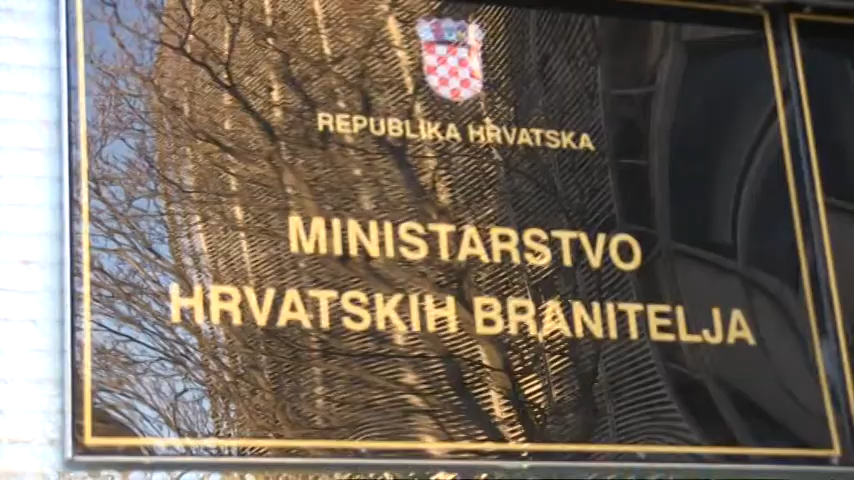 REPUBLIKA HRVATSKA
MINISTARSTVO
HRVATSKIH BRANITELJA